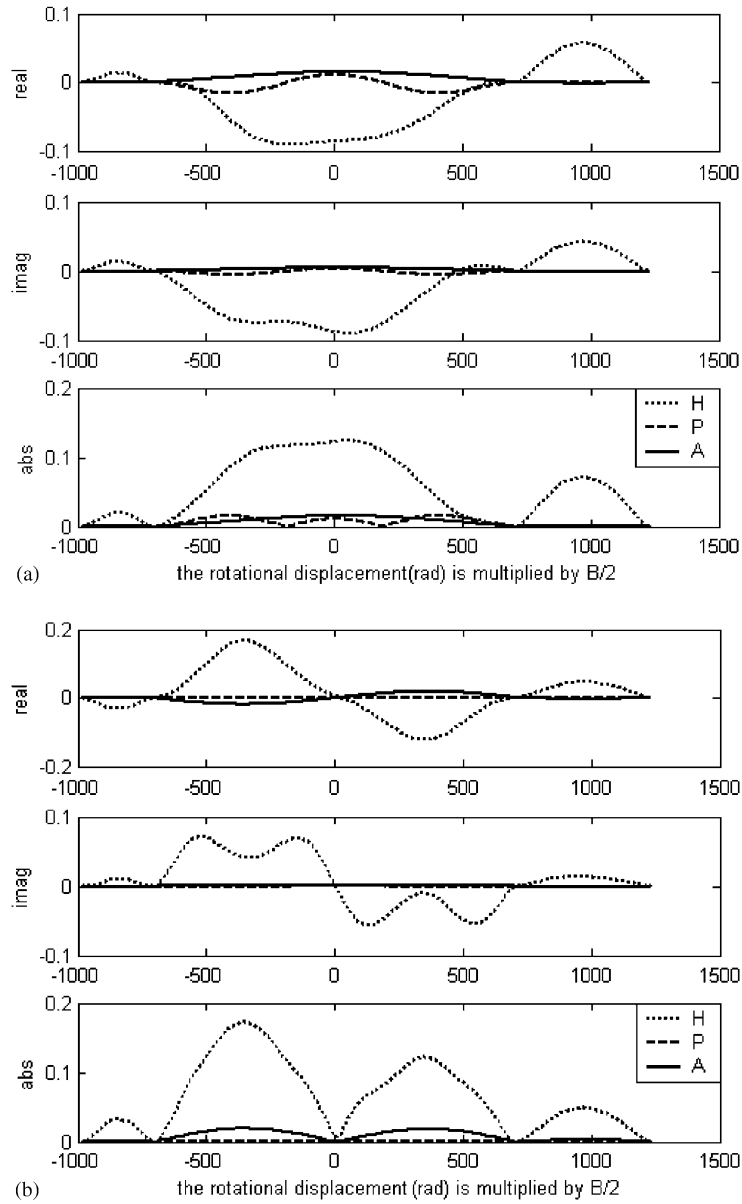 0.1
real
0
-0.1
-1000 -500 0 500 1000 1500
0.1
imag
0
-0.1
-1000 -500 0 500 1000 1500
0.2
H
P
A
abs
0.1
0
-1000 -500 0 500 1000 1500
(a) the rotational displacement(rad) is multiplied by B/2
0.2
real
0
-0.2
-1000 -500 0 500 1000 1500
0.1
imag
0
-0.1
-1000 -500 0 500 1000 1500
0.2
H
P
A
abs
0.1
0
-1000 -500 0 500 1000 1500
(b) the rotational displacement (rad) is multiplied by B/2